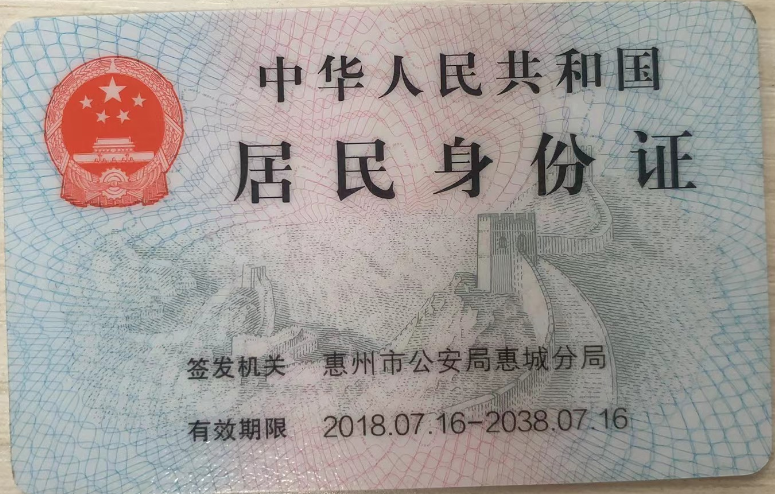 中华人民共和国
居民身份证
签发机关 惠州市公安局惠城分局
有效期限 2018.07.16-2038.07.16